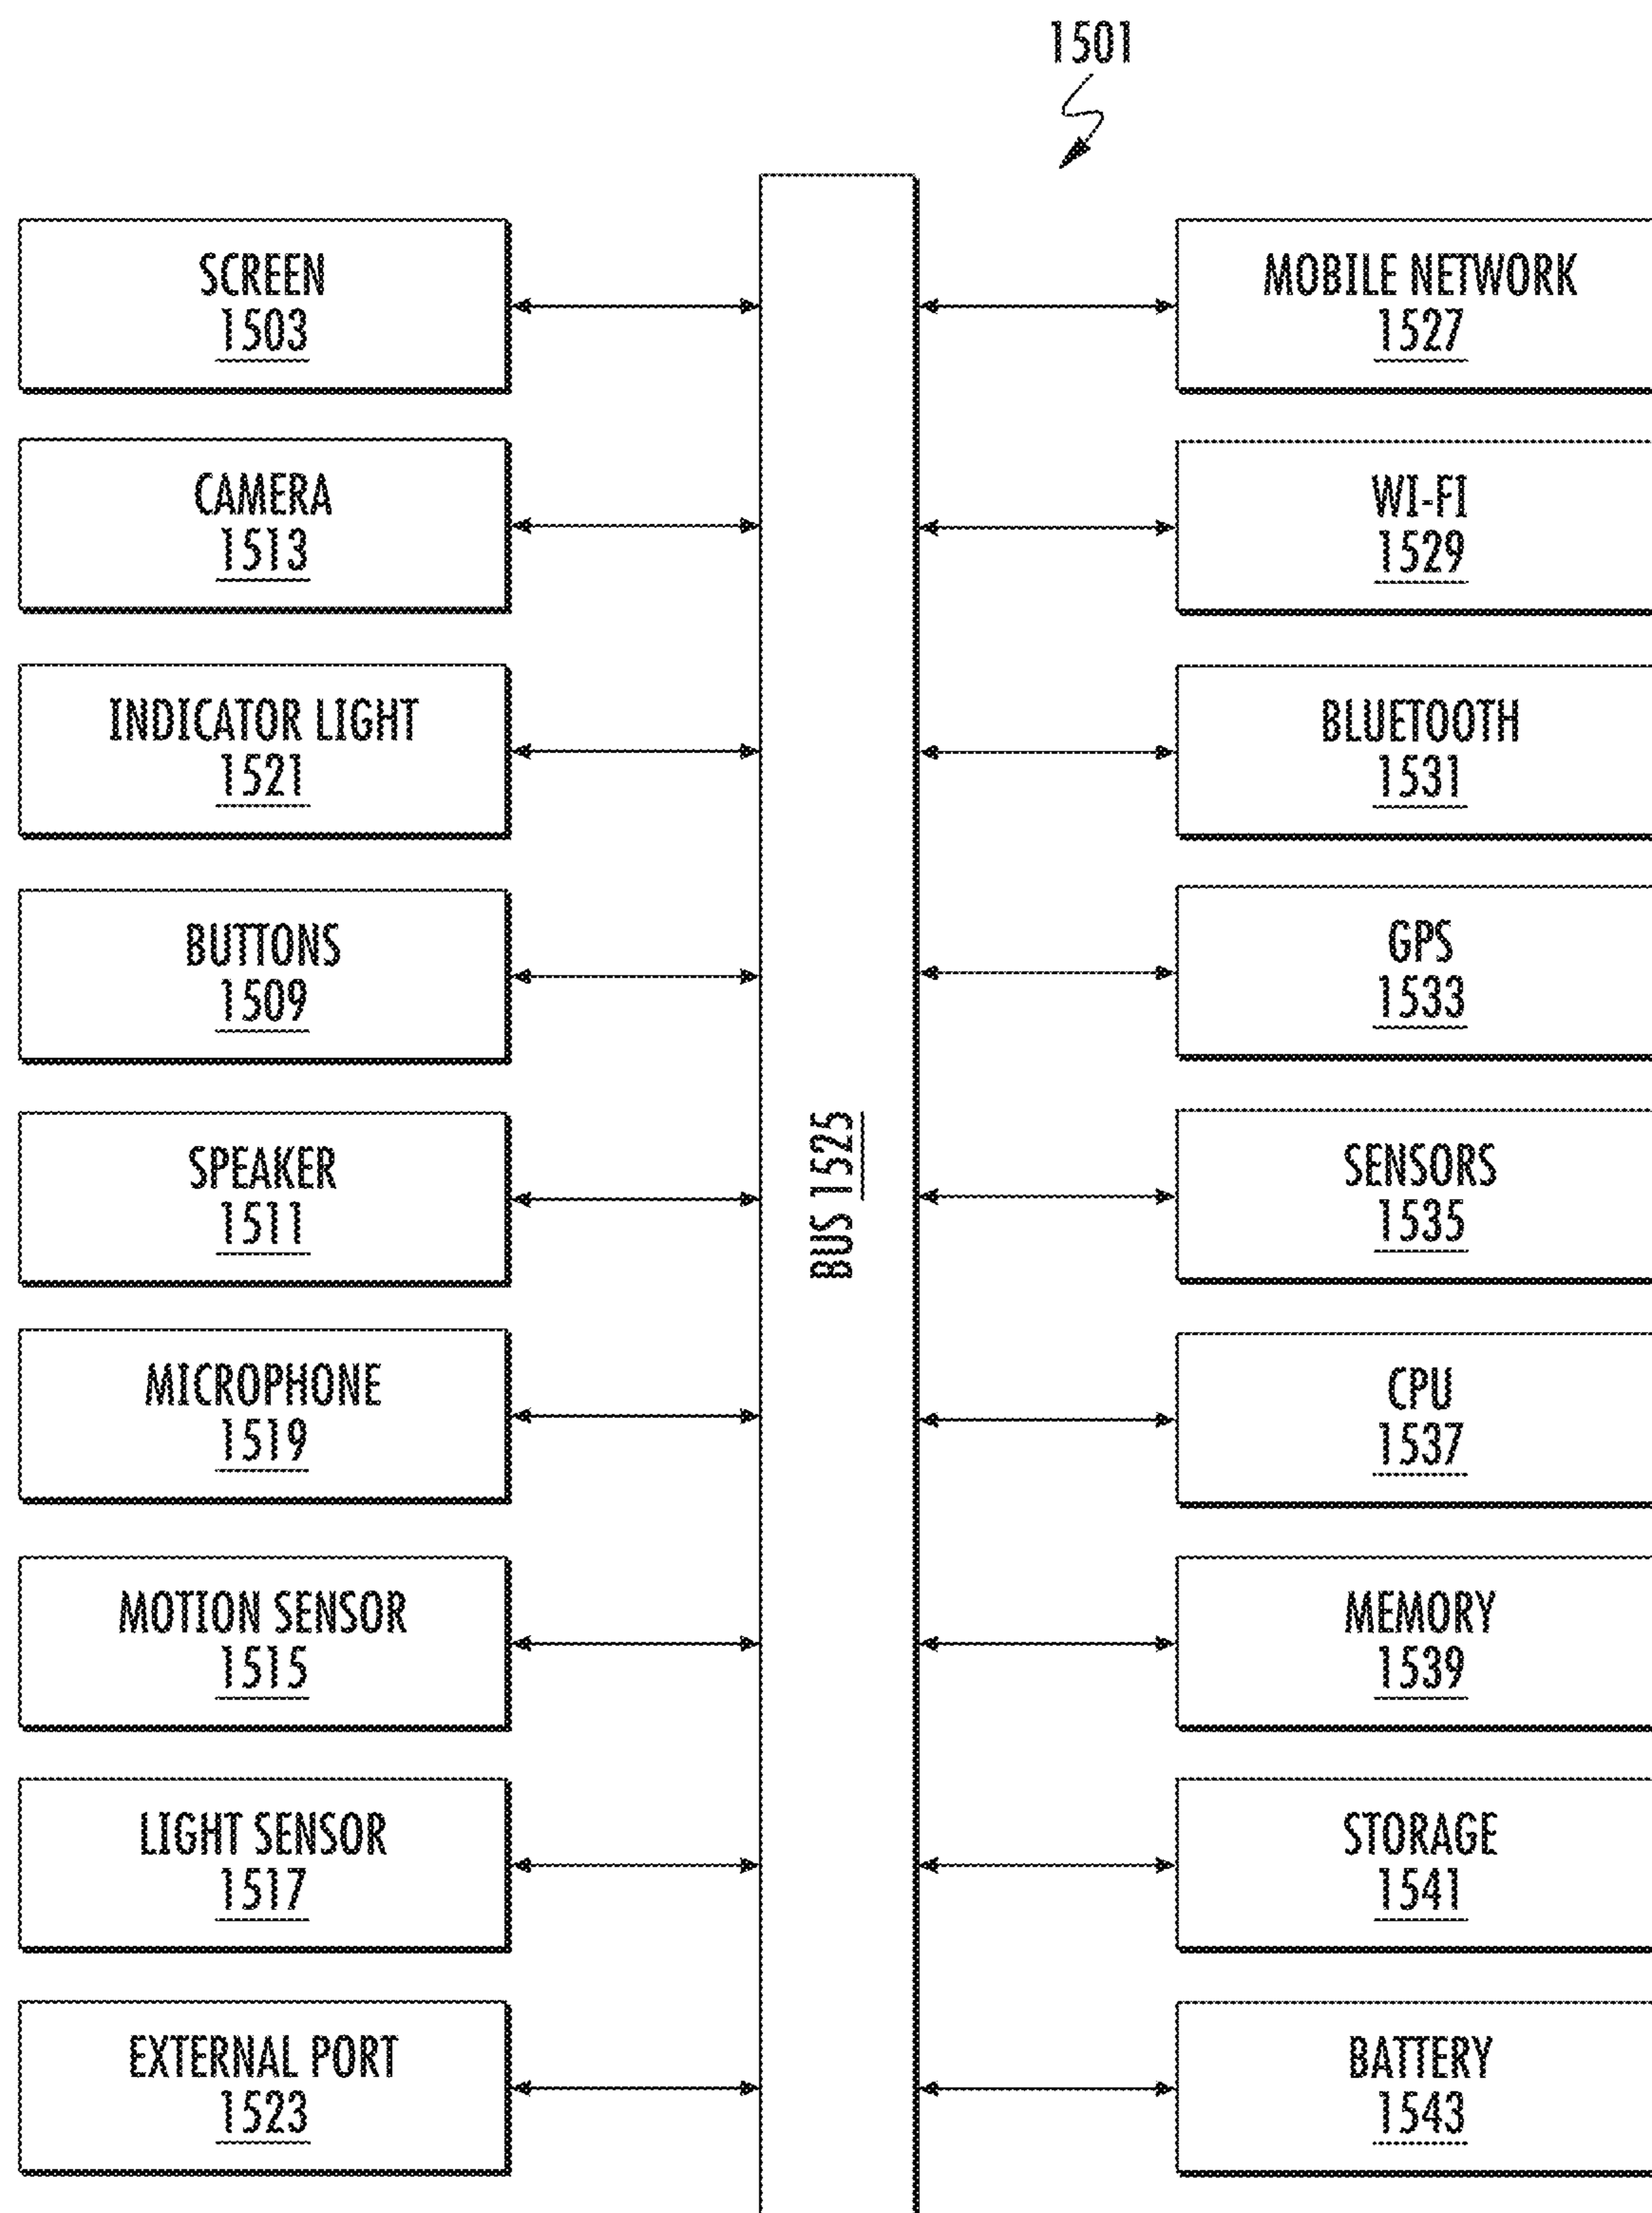 1501
SCREEN
1503
CAMERA
1513
INDICATOR LIGHT
1521
BUTTONS
1509
SPEAKER
1511
MICROPHONE
1519
MOTION SENSOR
1515
LIGHT SENSOR
1517
EXTERNAL PORT
1523
BUS 1525
MOBILE NETWORK
1527
WI-FI
1529
BLUETOOTH
1531
GPS
1533
SENSORS
1535
CPU
1537
MEMORY
1539
STORAGE
1541
BATTERY
1543